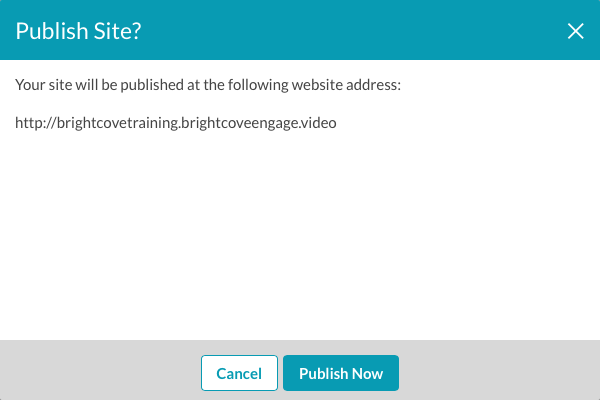 Publish Site?
Your site will be published at the following website address:
http://brightcovetraining.brightcoveengage.video
Cancel
Publish Now